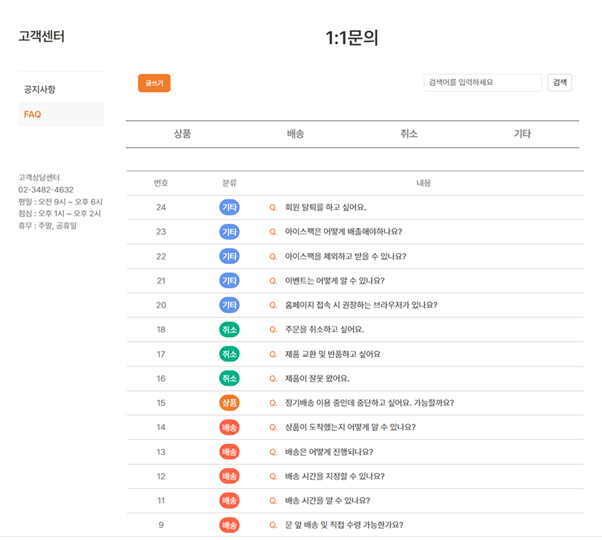 고객센터
1:1문의
공지사항
FAQ
고객상담센터
02-3482-4632
평일 : 오전 9시 ~ 오후 6시
점심 : 오후 1시 ~ 오후 2시
휴무 : 주말, 공휴일
글쓰기
검색어를 입력하세요 검색
상품 배송 취소 기타
번호 분류 내용
24 기타 Q. 회원 탈퇴를 하고 싶어요.
23 기타 Q. 아이스팩은 어떻게 배출해야하나요?
22 기타 Q. 아이스팩을 제외하고 받을 수 있나요?
21 기타 Q. 이벤트는 어떻게 알 수 있나요?
20 기타 Q. 홈페이지 접속 시 권장하는 브라우저가 있나요?
18 취소 Q. 주문을 취소하고 싶어요.
17 취소 Q. 제품 교환 및 반품하고 싶어요
16 취소 Q. 제품이 잘못 왔어요.
15 상품 Q. 정기배송 이용 중인데 중단하고 싶어요. 가능할까요?
14 배송 Q. 상품이 도착했는지 어떻게 알 수 있나요?
13 배송 Q. 배송은 어떻게 진행되나요?
12 배송 Q. 배송 시간을 지정할 수 있나요?
11 배송 Q. 배송 시간을 알 수 있나요?
9 배송 Q. 문 앞 배송 및 직접 수령 가능한가요?